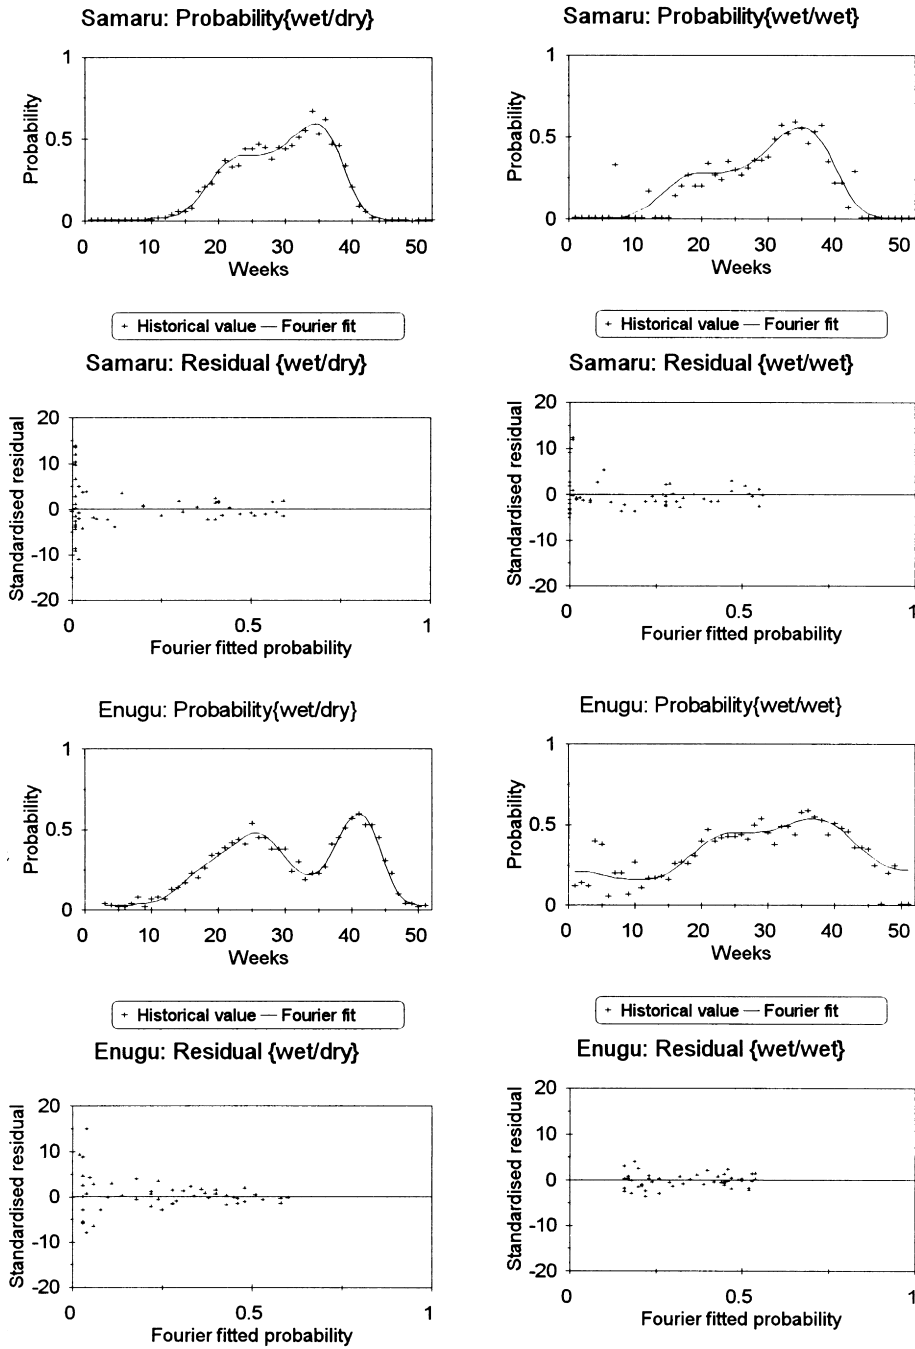 Samaru: Probability{wet/dry}
1
0.5
0
Probability
0 10 20 30 40 50
Weeks
+ Historical value — Fourier fit
Samaru: Probability{wet/wet}
1
0.5
0
Probability
0 10 20 30 40 50
Weeks
+ Historical value — Fourier fit
Samaru: Residual {wet/dry}
20
10
0
-10
-20
Standardised residual
0 0.5 1
Fourier fitted probability
Samaru: Residual {wet/wet}
20
10
0
-10
-20
Standardised residual
0 0.5 1
Fourier fitted probability
Enugu: Probability{wet/dry}
1
0.5
0
Probability
0 10 20 30 40 50
Weeks
+ Historical value — Fourier fit
Enugu: Probability{wet/wet}
1
0.5
0
Probability
0 10 20 30 40 50
Weeks
+ Historical value — Fourier fit
Enugu: Residual {wet/dry}
20
10
0
-10
-20
Standardised residual
0 0.5 1
Fourier fitted probability
Enugu: Residual {wet/wet}
20
10
0
-10
-20
Standardised residual
0 0.5 1
Fourier fitted probability